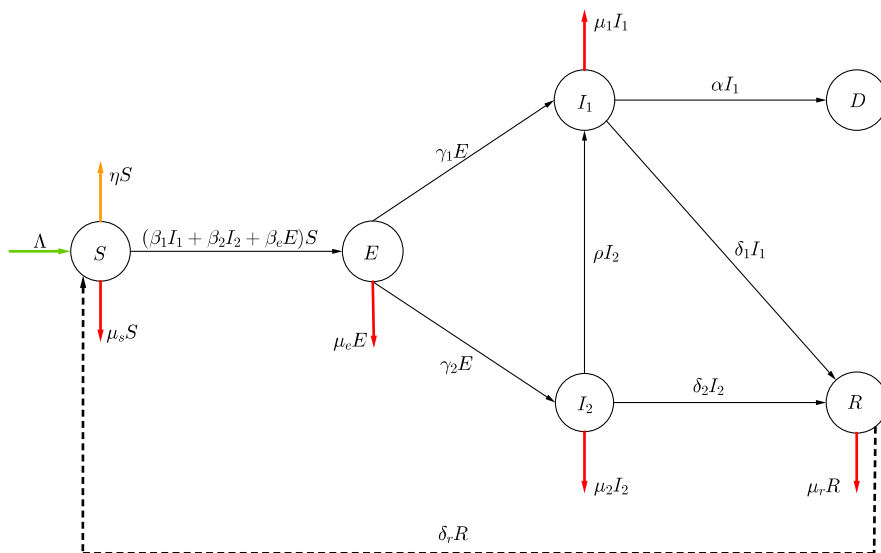 μ₁I₁
I₁
αI₁
D
γ₁E
ηS
Λ
S
(β₁I₁ + β₂I₂ + βₑE)S
E
ρI₂
δ₁I₁
μₛS
μₑE
γ₂E
I₂
δ₂I₂
R
μ₂I₂
μᵣR
δᵣR